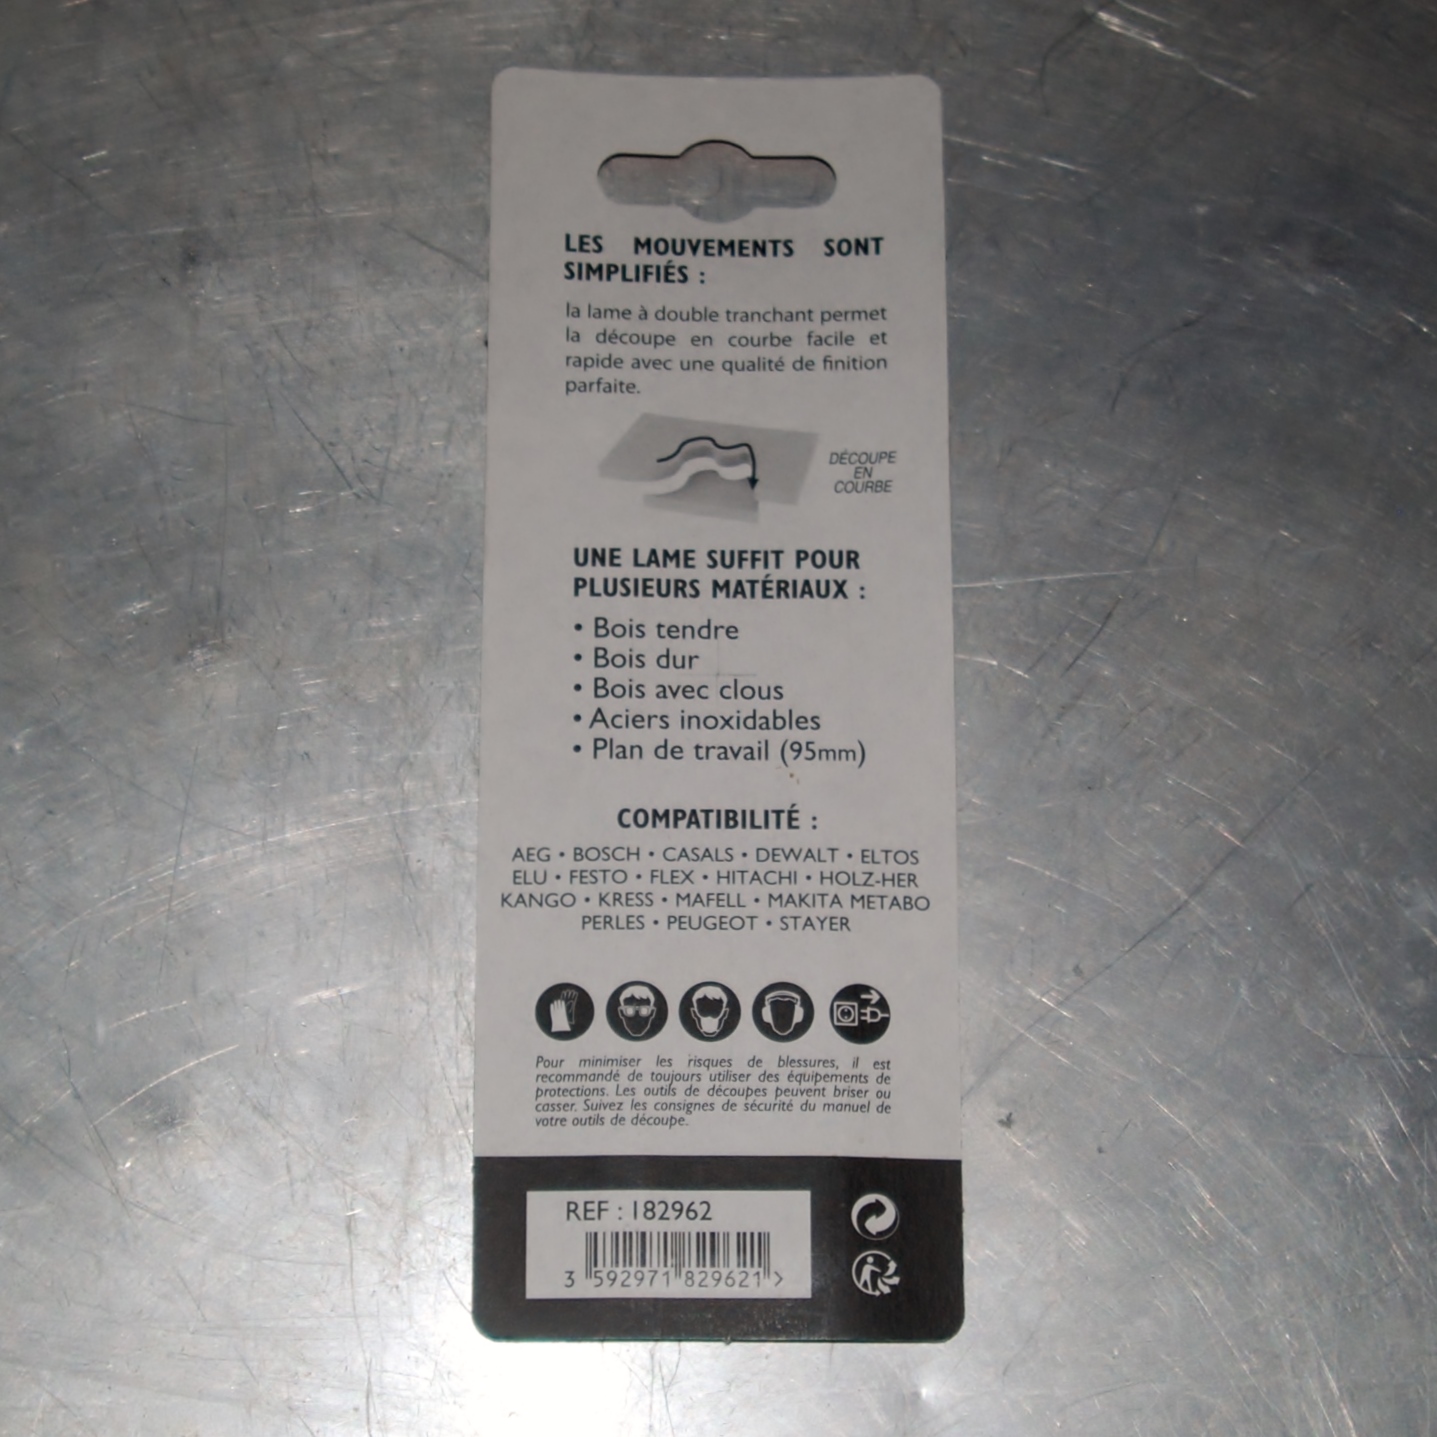 LES MOUVEMENTS SONT
SIMPLIFIÉS :
la lame à double tranchant permet
la découpe en courbe facile et
rapide avec une qualité de finition
parfaite.
DÉCOUPE
EN
COURBE
UNE LAME SUFFIT POUR
PLUSIEURS MATÉRIAUX :
• Bois tendre
• Bois dur
• Bois avec clous
• Aciers inoxidables
• Plan de travail (95mm)
COMPATIBILITÉ :
AEG • BOSCH • CASALS • DEWALT • ELTOS
ELU • FESTO • FLEX • HITACHI • HOLZ-HER
KANGO • KRESS • MAFELL • MAKITA METABO
PERLES • PEUGEOT • STAYER
Pour minimiser les risques de blessures, il est
recommandé de toujours utiliser des équipements de
protections. Les outils de découpes peuvent briser ou
casser. Suivez les consignes de sécurité du manuel de
votre outils de découpe.
REF : 182962
3 592971 829621 >